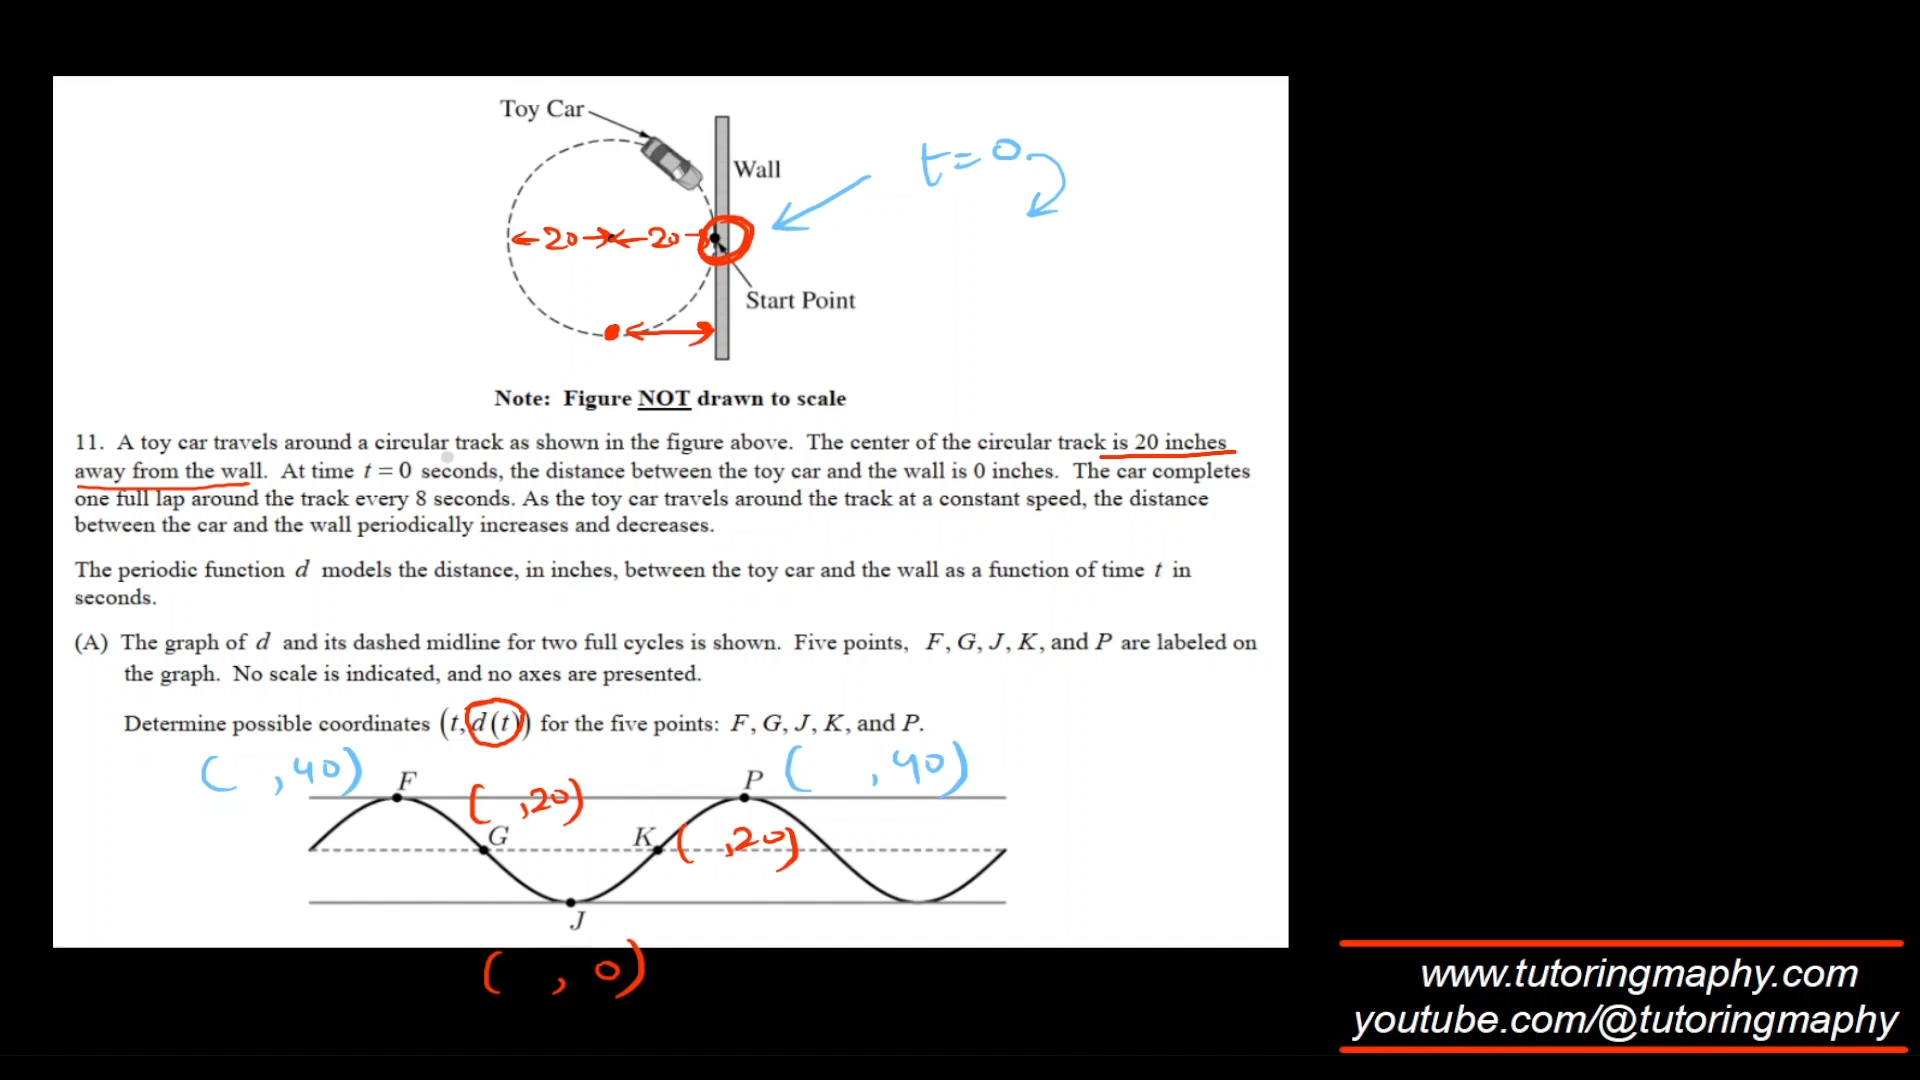 Toy Car
Wall
t=0
20 20
Start Point
Note: Figure NOT drawn to scale
11. A toy car travels around a circular track as shown in the figure above. The center of the circular track is 20 inches
away from the wall. At time t = 0 seconds, the distance between the toy car and the wall is 0 inches. The car completes
one full lap around the track every 8 seconds. As the toy car travels around the track at a constant speed, the distance
between the car and the wall periodically increases and decreases.
The periodic function d models the distance, in inches, between the toy car and the wall as a function of time t in
seconds.
(A) The graph of d and its dashed midline for two full cycles is shown. Five points, F, G, J, K, and P are labeled on
the graph. No scale is indicated, and no axes are presented.
Determine possible coordinates (t, d(t)) for the five points: F, G, J, K, and P.
( , 40) F P ( , 40)
( , 20)
G K ( , 20)
J
( , 0)
www.tutoringmaphy.com
youtube.com/@tutoringmaphy